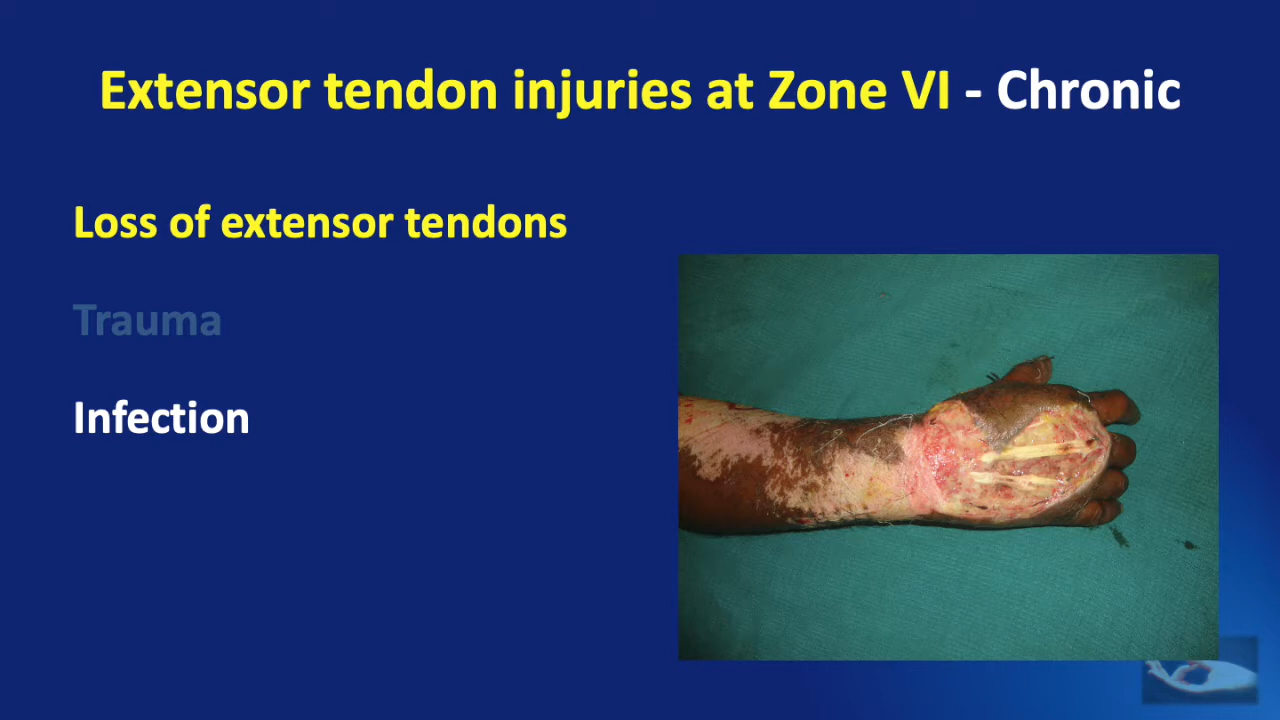 Extensor tendon injuries at Zone VI - Chronic
Loss of extensor tendons
Trauma
Infection